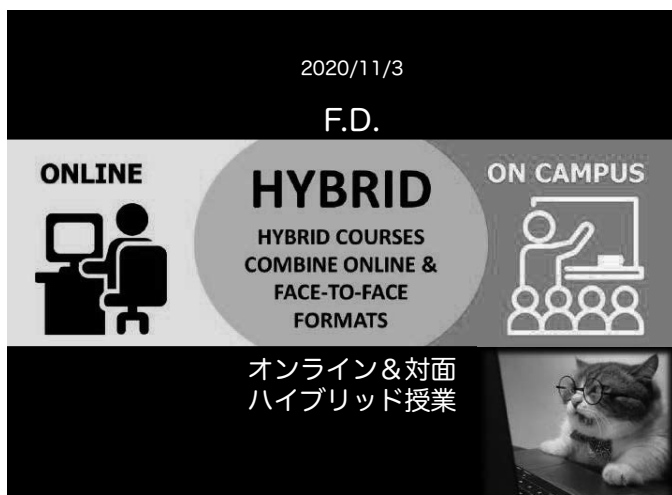 2020/11/3
F.D.
ONLINE
HYBRID
HYBRID COURSES
COMBINE ONLINE &
FACE-TO-FACE
FORMATS
ON CAMPUS
オンライン＆対面
ハイブリッド授業